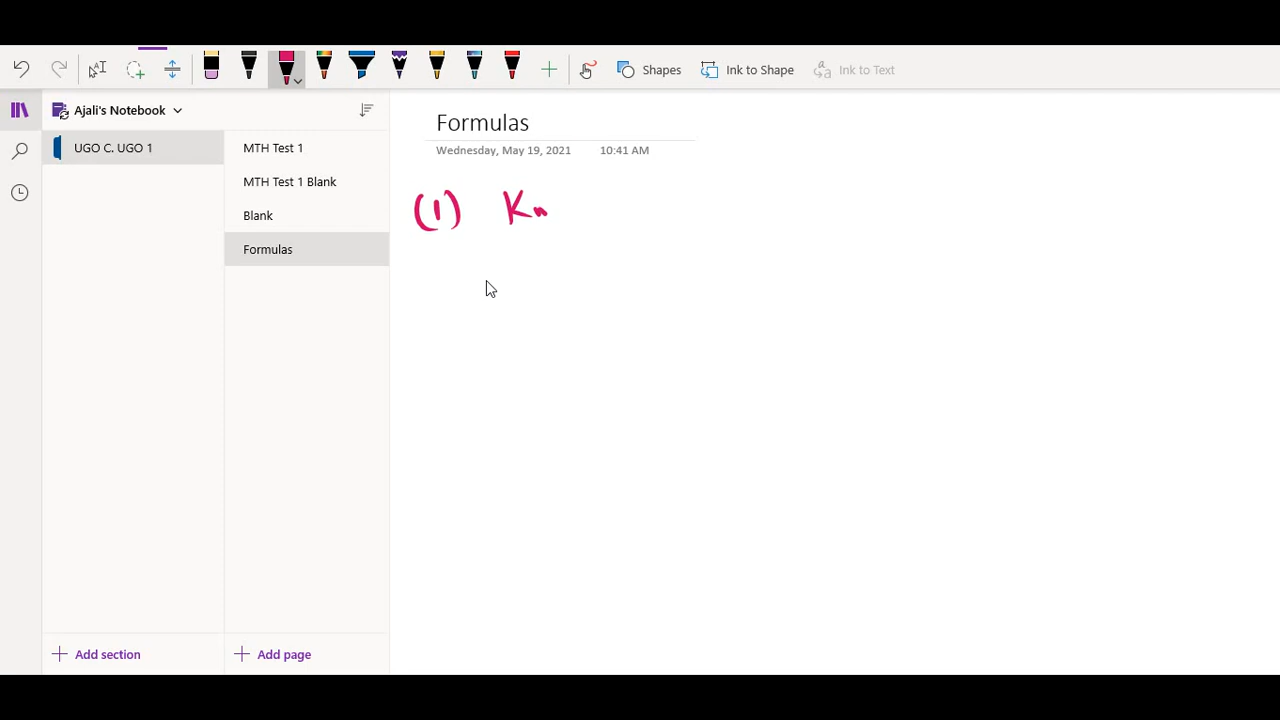 Shapes Ink to Shape Ink to Text
Ajali's Notebook
UGO C. UGO 1
MTH Test 1
MTH Test 1 Blank
Blank
Formulas
Add section
Add page
Formulas
Wednesday, May 19, 2021 10:41 AM
(1) Kn